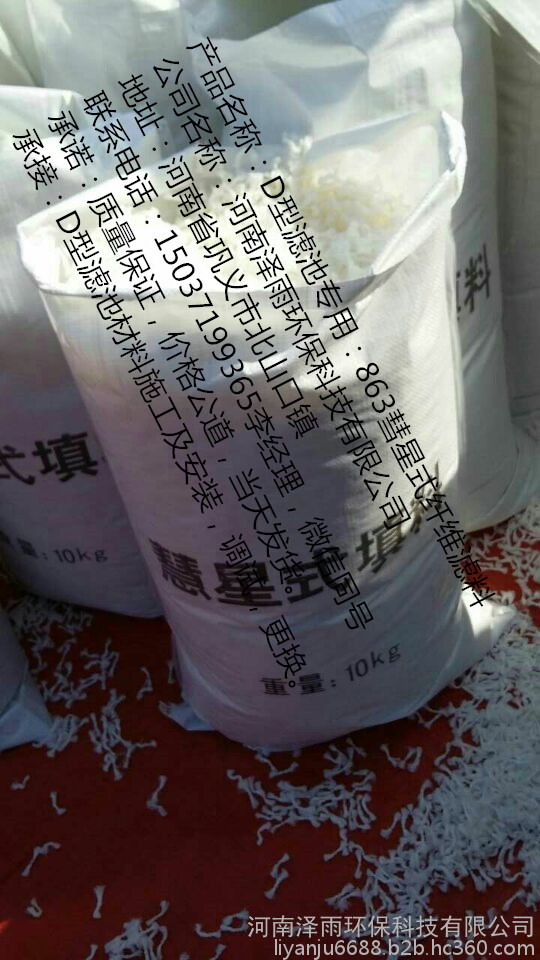 产品名称：D型滤池专用：863彗星式纤维滤料
公司名称：河南泽雨环保科技有限公司
地址：河南省巩义市北山口镇
联系电话：15037199365李经理，微信同号
承诺：质量保证，价格公道，当天发货。
承接：D型滤池材料施工及安装，调试，更换。
填料
式填
重量：10kg
慧星式填料
重量：10kg
河南泽雨环保科技有限公司
liyanju6688.b2b.hc360.com